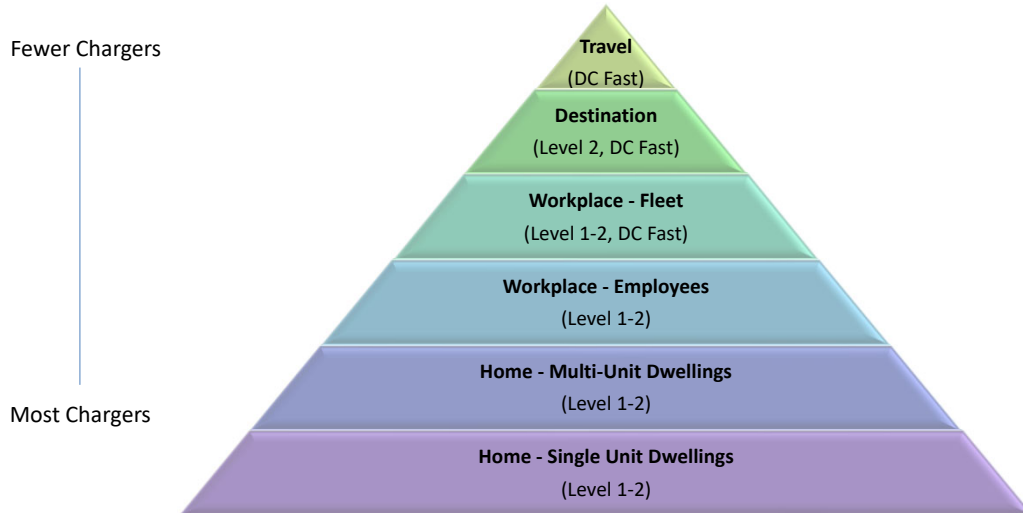 Fewer Chargers
Travel
(DC Fast)
Destination
(Level 2, DC Fast)
Workplace - Fleet
(Level 1-2, DC Fast)
Workplace - Employees
(Level 1-2)
Home - Multi-Unit Dwellings
(Level 1-2)
Most Chargers
Home - Single Unit Dwellings
(Level 1-2)